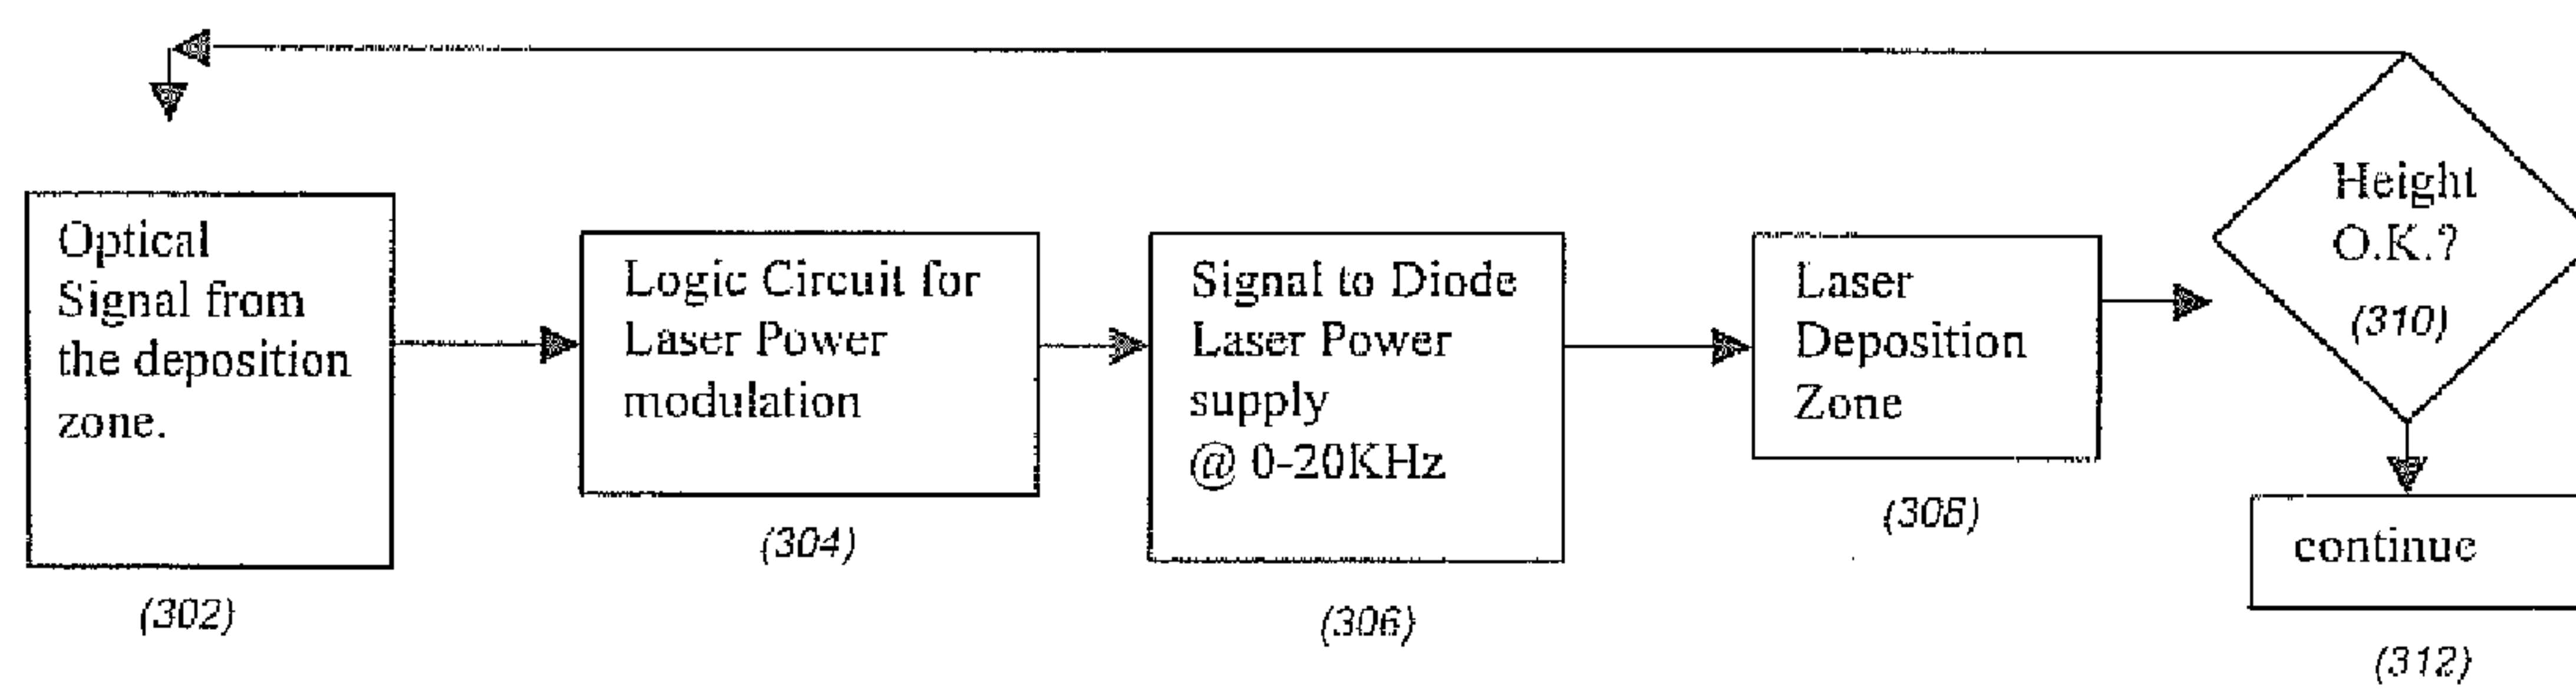 Optical
Signal from
the deposition
zone.
(302)
Logic Circuit for
Laser Power
modulation
(304)
Signal to Diode
Laser Power
supply
@ 0-20KHz
(306)
Laser
Deposition
Zone
(308)
Height
O.K.?
(310)
continue
(312)